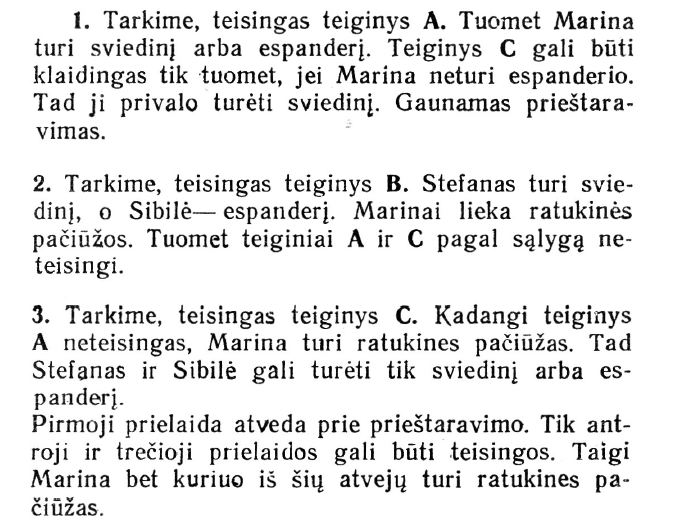 1. Tarkime, teisingas teiginys A. Tuomet Marina
turi sviedinį arba espanderį. Teiginys C gali būti
klaidingas tik tuomet, jei Marina neturi espanderio.
Tad ji privalo turėti sviedinį. Gaunamas prieštara-
vimas.
2. Tarkime, teisingas teiginys B. Stefanas turi svie-
dinį, o Sibilė— espanderį. Marinai lieka ratukinės
pačiūžos. Tuomet teiginiai A ir C pagal sąlygą ne-
teisingi.
3. Tarkime, teisingas teiginys C. Kadangi teiginys
A neteisingas, Marina turi ratukines pačiūžas. Tad
Stefanas ir Sibilė gali turėti tik sviedinį arba es-
panderį.
Pirmoji prielaida atveda prie prieštaravimo. Tik ant-
roji ir trečioji prielaidos gali būti teisingos. Taigi
Marina bet kuriuo iš šių atvejų turi ratukines pa-
čiūžas.